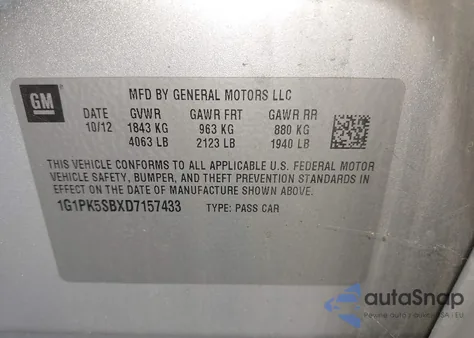 GM
MFD BY GENERAL MOTORS LLC
DATE GVWR GAWR FRT GAWR RR
10/12 1843 KG 963 KG 880 KG
4063 LB 2123 LB 1940 LB
THIS VEHICLE CONFORMS TO ALL APPLICABLE U.S. FEDERAL MOTOR
VEHICLE SAFETY, BUMPER, AND THEFT PREVENTION STANDARDS IN
EFFECT ON THE DATE OF MANUFACTURE SHOWN ABOVE.
1G1PK5SBXD7157433 TYPE: PASS CAR
autoSnap